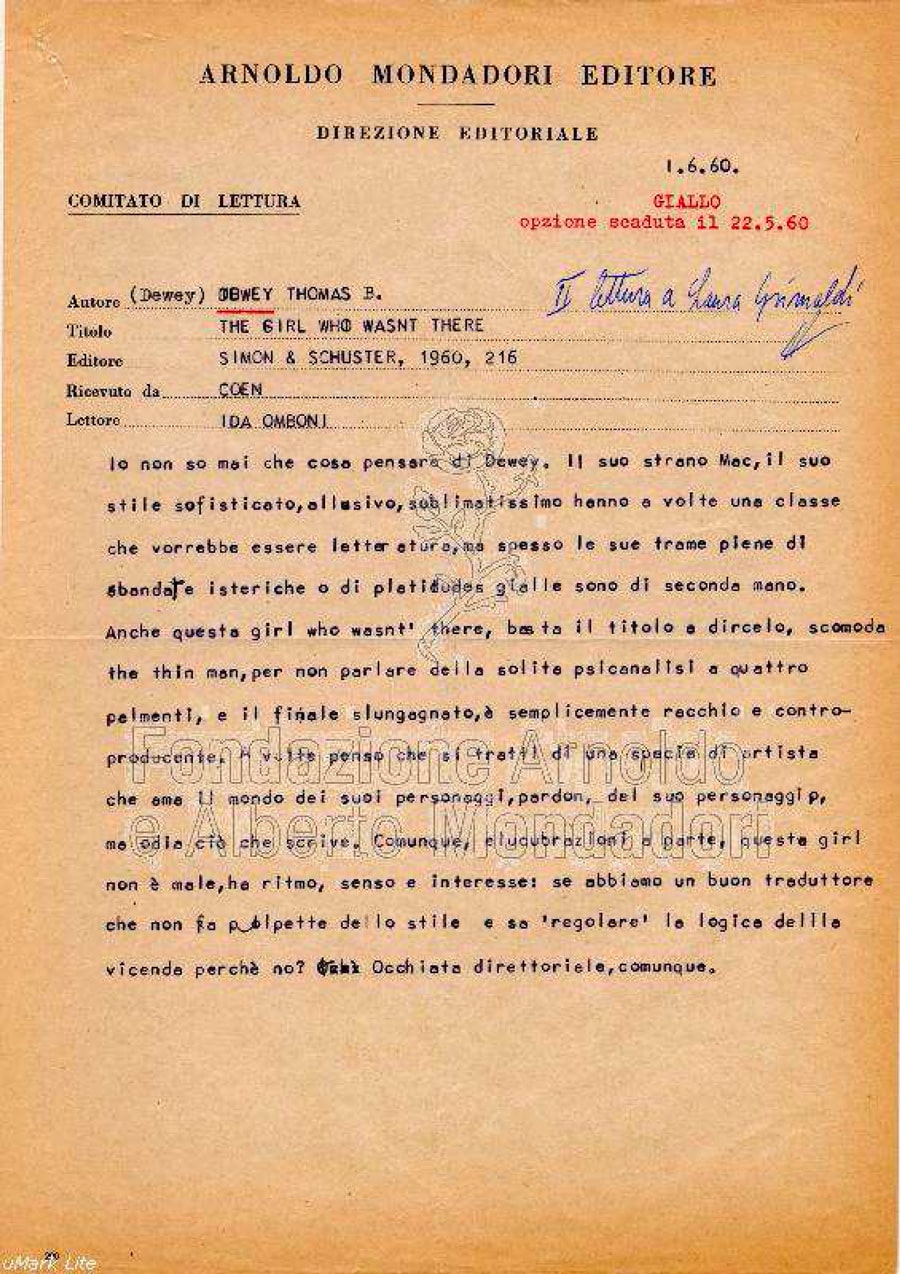 ARNOLDO MONDADORI EDITORE
DIREZIONE EDITORIALE
1.6.60.
COMITATO DI LETTURA
GIALLO
opzione scaduta il 22.5.60
Autore (Dewey) DEWEY THOMAS B.
II lettura a Laura Grimaldi
Titolo THE GIRL WHO WASNT THERE
Editore SIMON & SCHUSTER, 1960, 216
Ricevuto da COEN
Lettore IDA OMBONI
Io non so mai che cosa pensare di Dewey. Il suo strano Mac,il suo
stile sofisticato,allusivo,sublimatissimo hanno a volte una classe
che vorrebbe essere letteratura,ma spesso le sue trame piene di
sbandate isteriche o di platitudes gialle sono di seconda mano.
Anche questa girl who wasnt' there, basta il titolo a dircelo, scomoda
the thin man,per non parlare della solita psicanalisi a quattro
palmenti, e il finale slungagnato,è semplicemente racchio e contro-
producente. A volte penso che si tratti di una specie di artista
che ama il mondo dei suoi personaggi,pardon, del suo personaggio,
ma odia ciò che scrive. Comunque, elucubrazioni a parte, questa girl
non è male,ha ritmo, senso e interesse: se abbiamo un buon traduttore
che non fa polpette dello stile e sa 'regolare' la logica dellla
vicenda perchè no? Occhiata direttoriale,comunque.
Fondazione Arnoldo
e Alberto Mondadori
20
uMark Lite